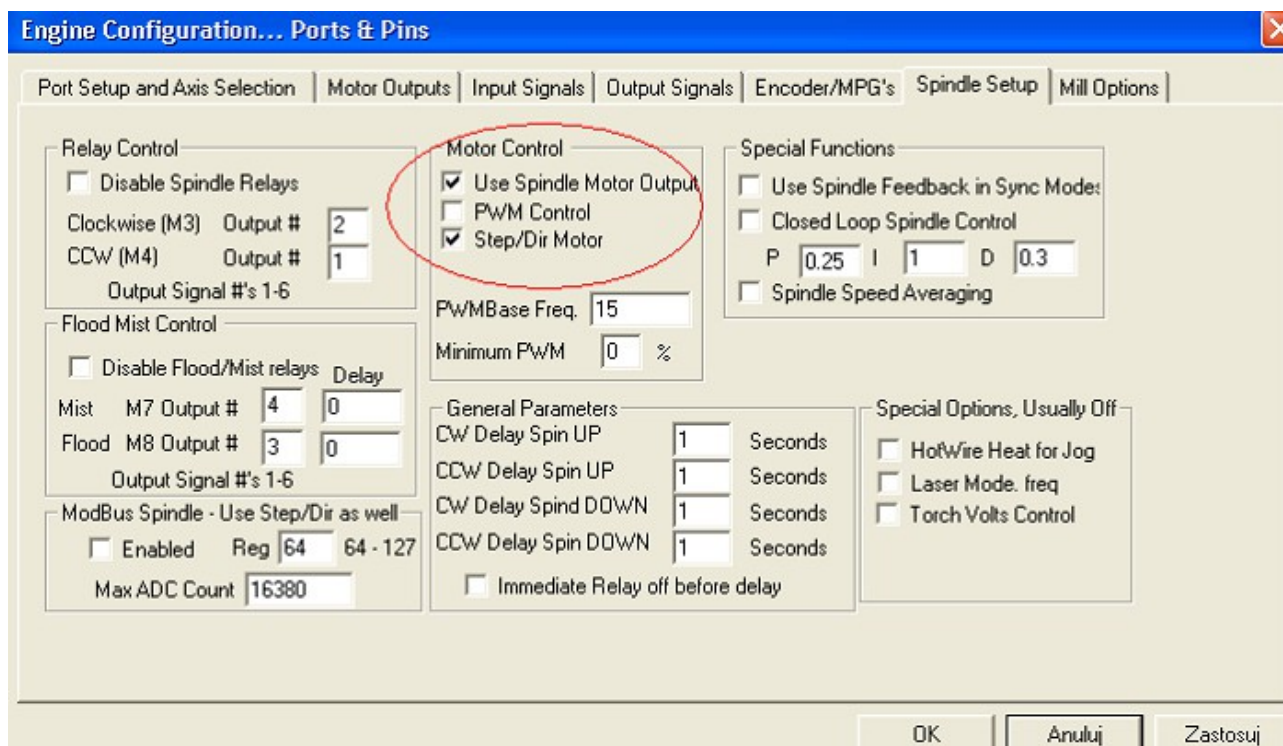 Engine Configuration... Ports & Pins
Port Setup and Axis Selection Motor Outputs Input Signals Output Signals Encoder/MPG's Spindle Setup Mill Options
Relay Control
Disable Spindle Relays
Clockwise (M3) Output # 2
CCW (M4) Output # 1
Output Signal #'s 1-6
Flood Mist Control
Disable Flood/Mist relays Delay
Mist M7 Output # 4 0
Flood M8 Output # 3 0
Output Signal #'s 1-6
ModBus Spindle - Use Step/Dir as well
Enabled Reg 64 64 - 127
Max ADC Count 16380
Motor Control
Use Spindle Motor Output
PWM Control
Step/Dir Motor
PWMBase Freq. 15
Minimum PWM 0 %
General Parameters
CW Delay Spin UP 1 Seconds
CCW Delay Spin UP 1 Seconds
CW Delay Spind DOWN 1 Seconds
CCW Delay Spin DOWN 1 Seconds
Immediate Relay off before delay
Special Functions
Use Spindle Feedback in Sync Modes
Closed Loop Spindle Control
P 0.25 I 1 D 0.3
Spindle Speed Averaging
Special Options, Usually Off
HotWire Heat for Jog
Laser Mode. freq
Torch Volts Control
OK Anuluj Zastosuj